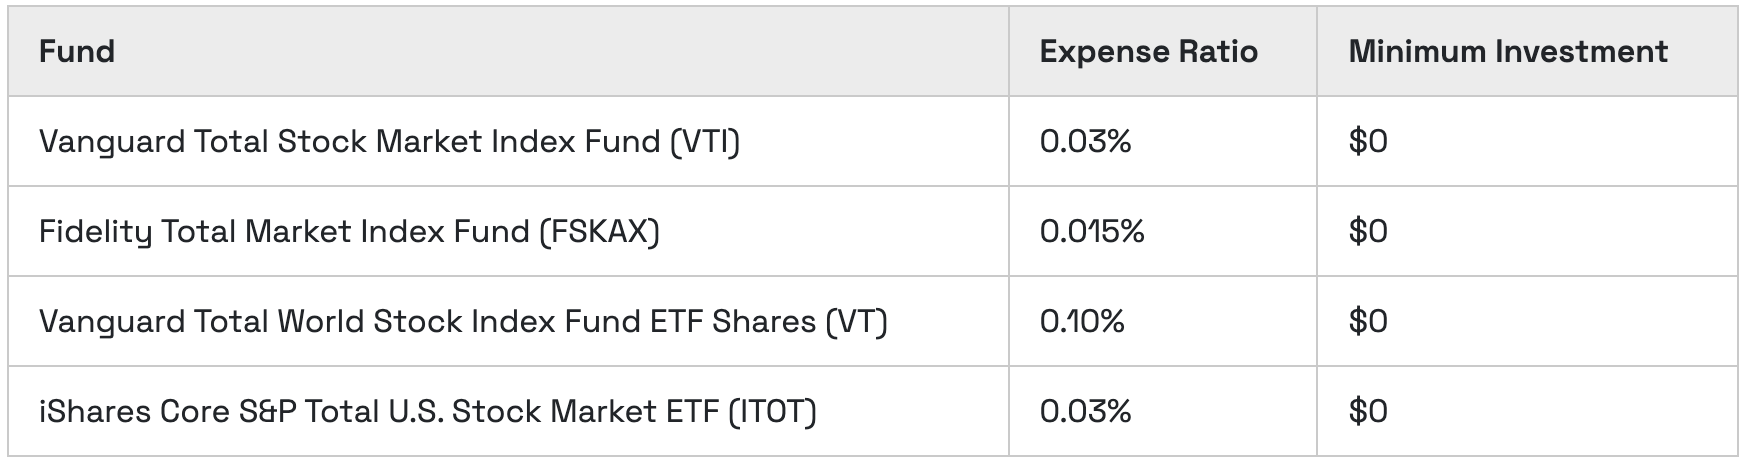 Fund Expense Ratio Minimum Investment
Vanguard Total Stock Market Index Fund (VTI) 0.03% $0
Fidelity Total Market Index Fund (FSKAX) 0.015% $0
Vanguard Total World Stock Index Fund ETF Shares (VT) 0.10% $0
iShares Core S&P Total U.S. Stock Market ETF (ITOT) 0.03% $0